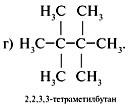 H₃C CH₃
г) H₃C–C–C–CH₃.
H₃C CH₃
2,2,3,3-тетраметилбутан